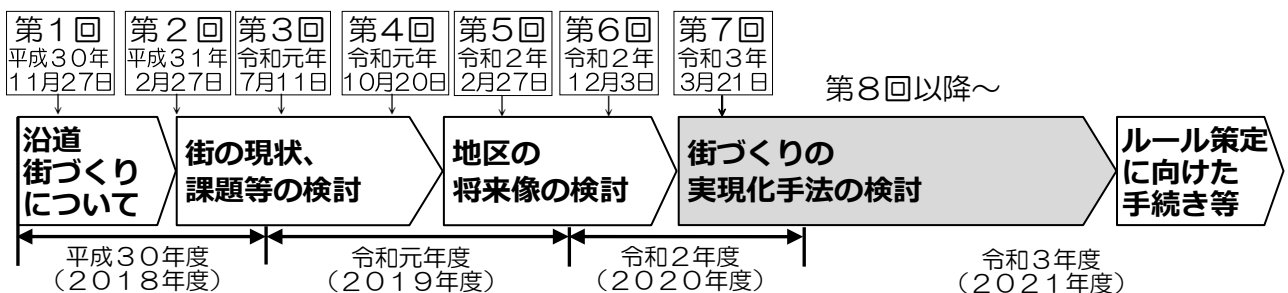 第１回
平成３０年
１１月２７日
第２回
平成３１年
２月２７日
第３回
令和元年
７月１１日
第４回
令和元年
１０月２０日
第５回
令和２年
２月２７日
第６回
令和２年
１２月３日
第７回
令和３年
３月２１日
第８回以降～
沿道
街づくり
について
街の現状、
課題等の検討
地区の
将来像の検討
街づくりの
実現化手法の検討
ルール策定
に向けた
手続き等
平成３０年度
（２０１８年度）
令和元年度
（２０１９年度）
令和２年度
（２０２０年度）
令和３年度
（２０２１年度）